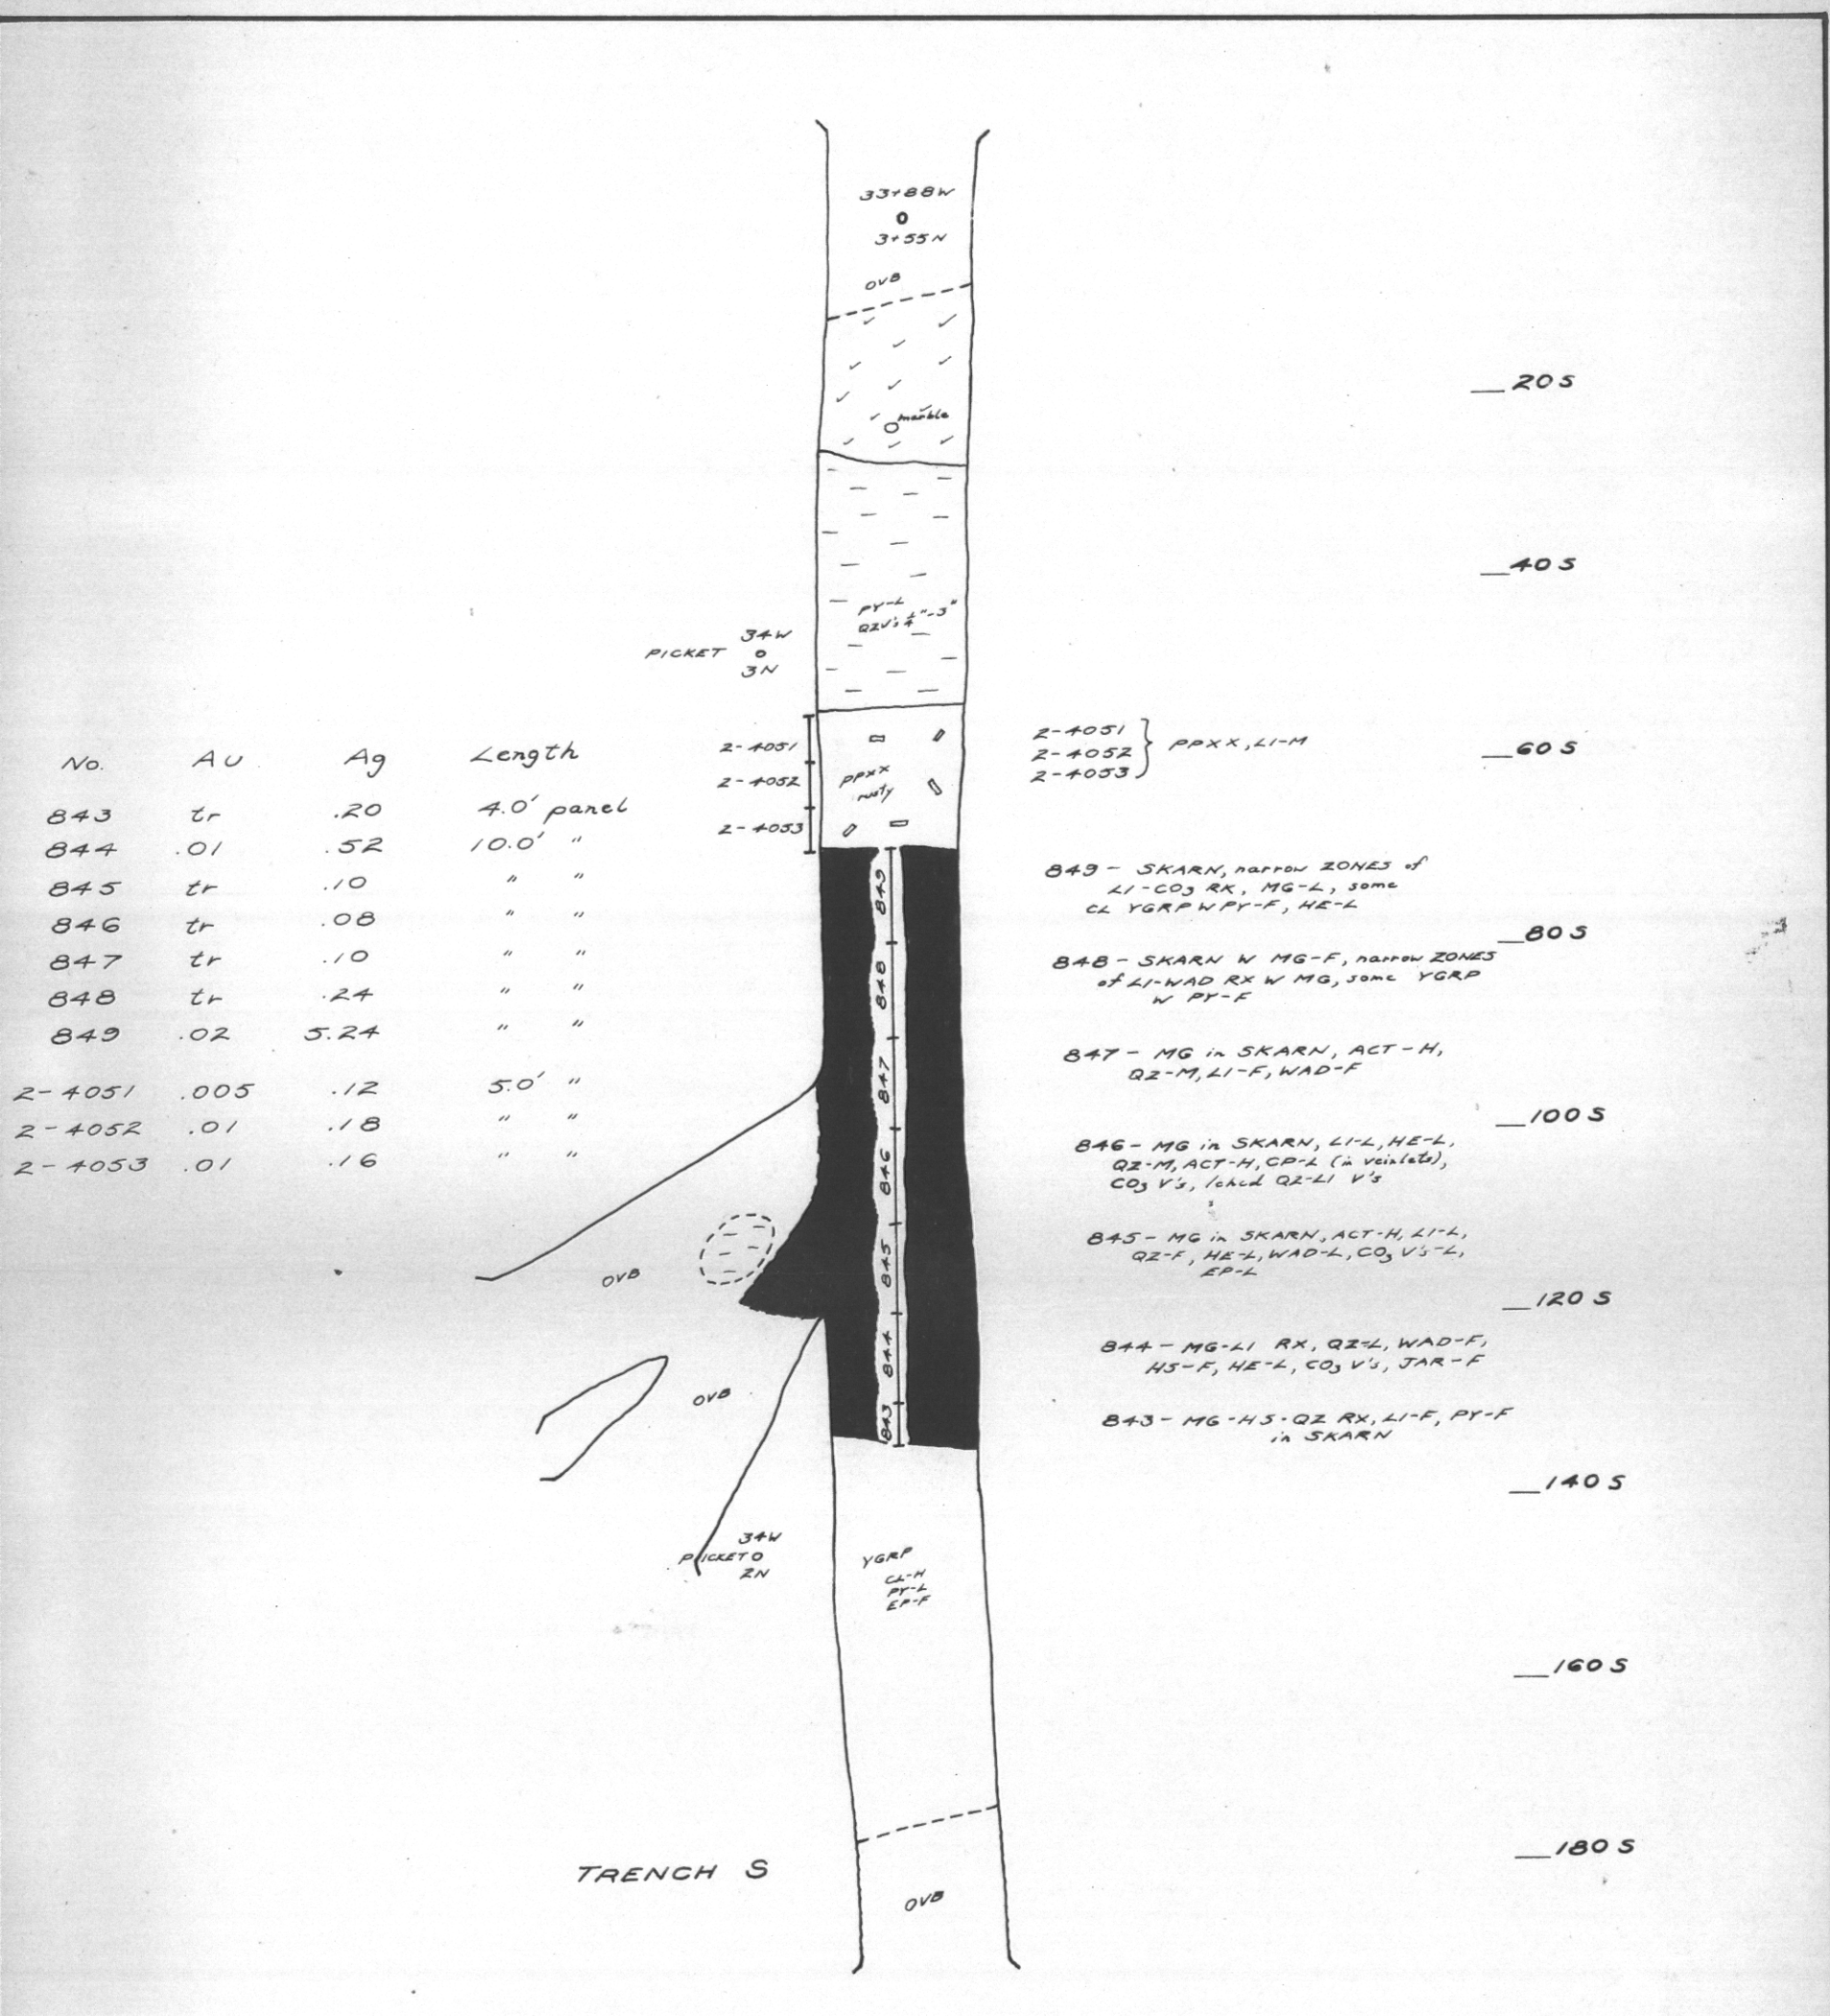 33+88W
3+55N
OVB
20S
marble
40S
PY-L
QZV's ¼"-3"
34W
PICKET
3N
No. Au Ag Length
843 tr .20 4.0' panel
844 .01 .52 10.0' "
845 tr .10 " "
846 tr .08 " "
847 tr .10 " "
848 tr .24 " "
849 .02 5.24 " "
2-4051 .005 .12 5.0' "
2-4052 .01 .18 " "
2-4053 .01 .16 " "
2-4051
2-4052
2-4053
PPXX
rusty
2-4051
2-4052
2-4053
PPXX, LI-M
60S
849
848
847
846
845
844
843
849 - SKARN, narrow ZONES of
LI-CO3 RK, MG-L, some
CL YGRP W PY-F, HE-L
80S
848 - SKARN W MG-F, narrow ZONES
of LI-WAD RX W MG, some YGRP
W PY-F
847 - MG in SKARN, ACT-H,
QZ-M, LI-F, WAD-F
100S
846 - MG in SKARN, LI-L, HE-L,
QZ-M, ACT-H, CP-L (in veinlets),
CO3 V's, lched QZ-LI V's
845 - MG in SKARN, ACT-H, LI-L,
QZ-F, HE-L, WAD-L, CO3 V's-L,
EP-L
120S
844 - MG-LI RX, QZ-L, WAD-F,
HS-F, HE-L, CO3 V's, JAR-F
843 - MG-HS-QZ RX, LI-F, PY-F
in SKARN
OVB
OVB
140S
34W
PICKET
2N
YGRP
CL-H
PY-L
EP-F
160S
180S
TRENCH S
OVB